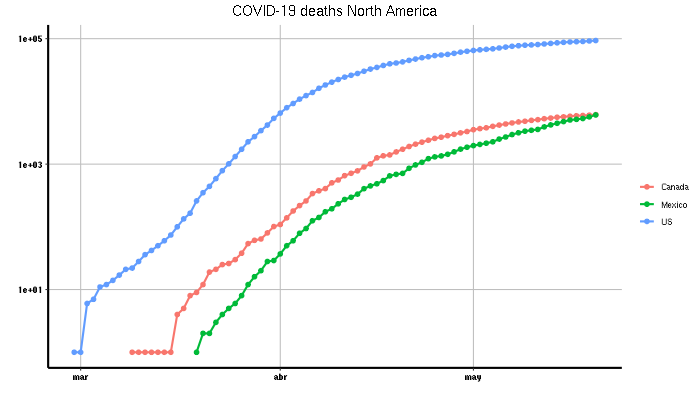 COVID-19 deaths North America
1e+05
1e+03
1e+01
mar
abr
may
Canada
Mexico
US